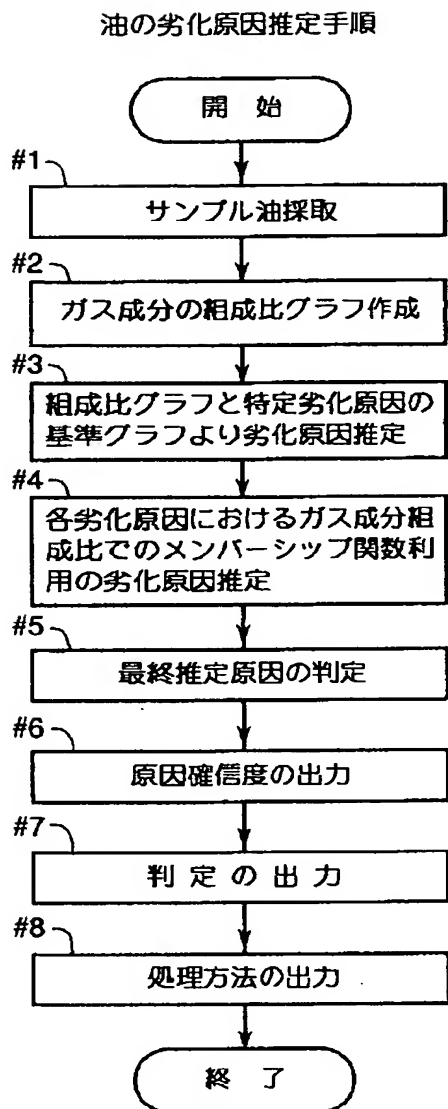 油の劣化原因推定手順
開始
#1
サンプル油採取
#2
ガス成分の組成比グラフ作成
#3
組成比グラフと特定劣化原因の
基準グラフより劣化原因推定
#4
各劣化原因におけるガス成分組
成比でのメンバーシップ関数利
用の劣化原因推定
#5
最終推定原因の判定
#6
原因確信度の出力
#7
判定の出力
#8
処理方法の出力
終了